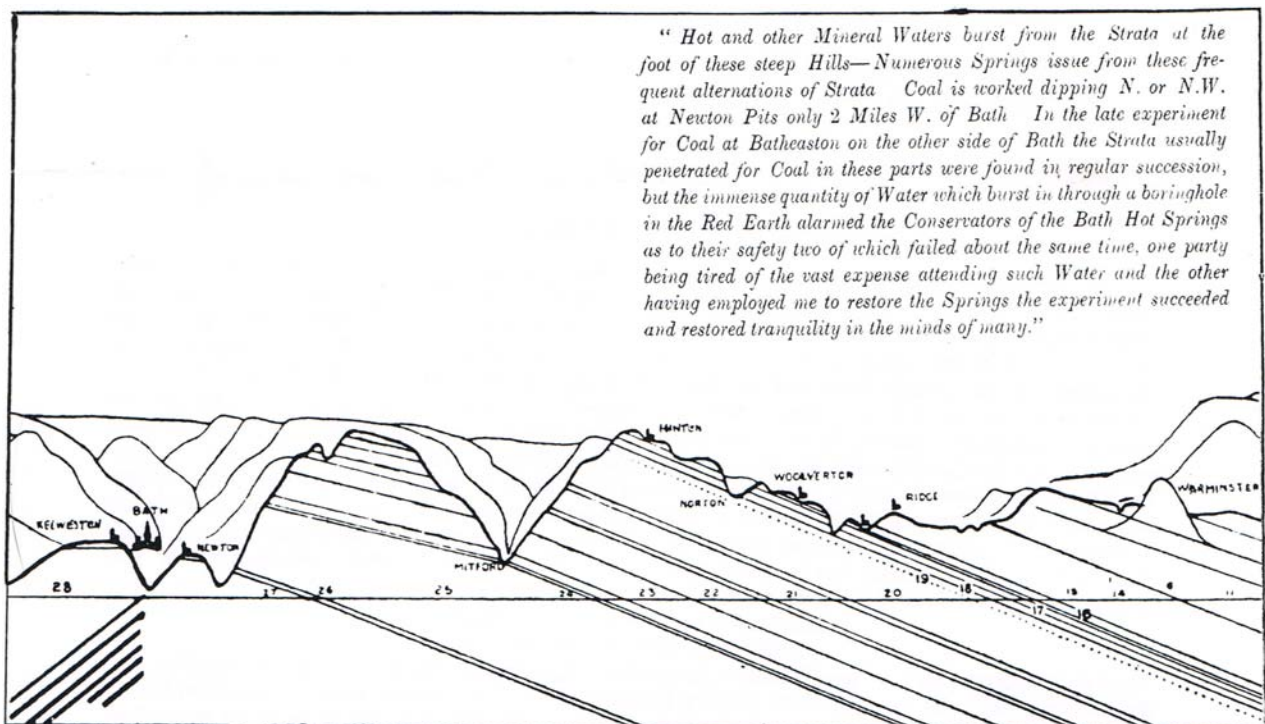 “ Hot and other Mineral Waters burst from the Strata at the
foot of these steep Hills— Numerous Springs issue from these fre-
quent alternations of Strata Coal is worked dipping N. or N.W.
at Newton Pits only 2 Miles W. of Bath In the late experiment
for Coal at Batheaston on the other side of Bath the Strata usually
penetrated for Coal in these parts were found in regular succession,
but the immense quantity of Water which burst in through a boringhole
in the Red Earth alarmed the Conservators of the Bath Hot Springs
as to their safety two of which failed about the same time, one party
being tired of the vast expense attending such Water and the other
having employed me to restore the Springs the experiment succeeded
and restored tranquility in the minds of many.”
HINTON
WOOLVERTON
NORTON
RIDGE
WARMINSTER
KELWESTON
BATH
NEWTON
MITFORD
28
27 26 25 24 23 22 21 19 20 18 17 15 14 11